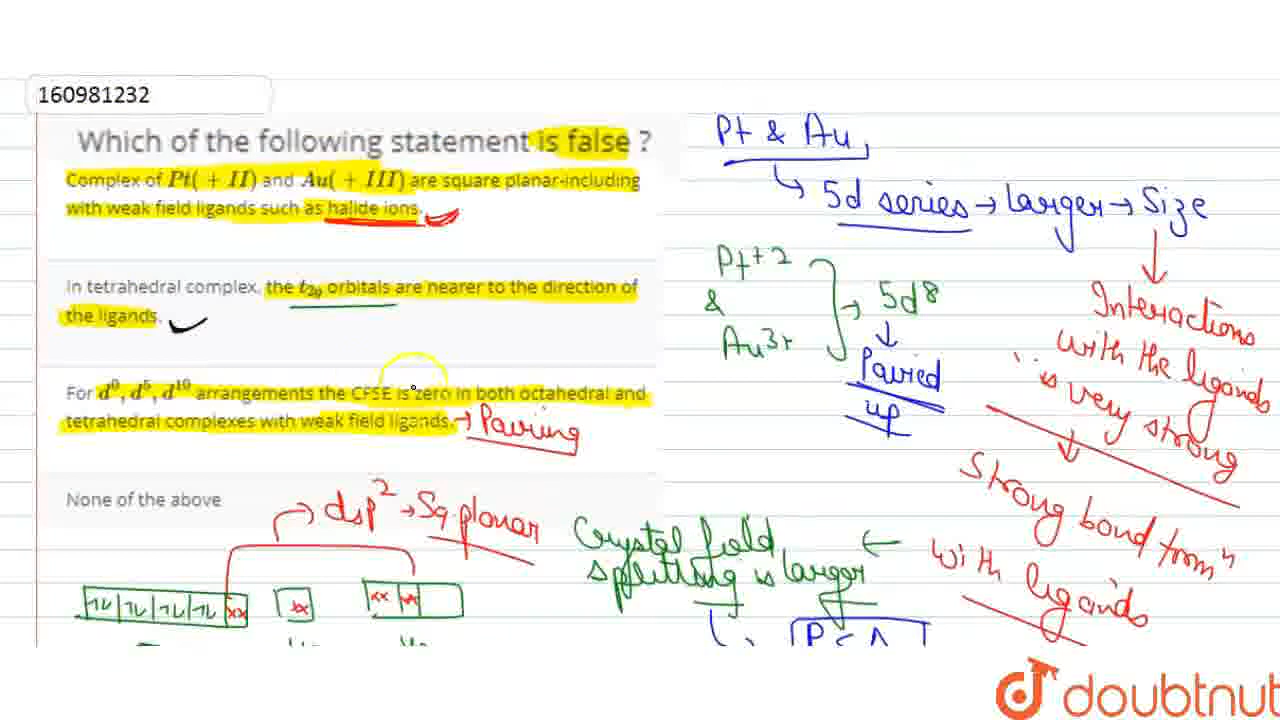 160981232
Which of the following statement is false ?
Complex of Pt(+II) and Au(+III) are square planar-including
with weak field ligands such as halide ions.
In tetrahedral complex, the t₂g orbitals are nearer to the direction of
the ligands.
For d⁰, d⁵, d¹⁰ arrangements the CFSE is zero in both octahedral and
tetrahedral complexes with weak field ligands. → Pairing
None of the above
dsp² → Sq. planar
Pt & Au,
↳ 5d series → larger → Size
Pt+2
&
Au3+
→ 5d8
↓
Pairied
up
↓
Interactions
with the ligands
is very strong
↓
Strong bond formn
with ligands
←
Crystal field
splitting is larger
P < Δ
doubtnut